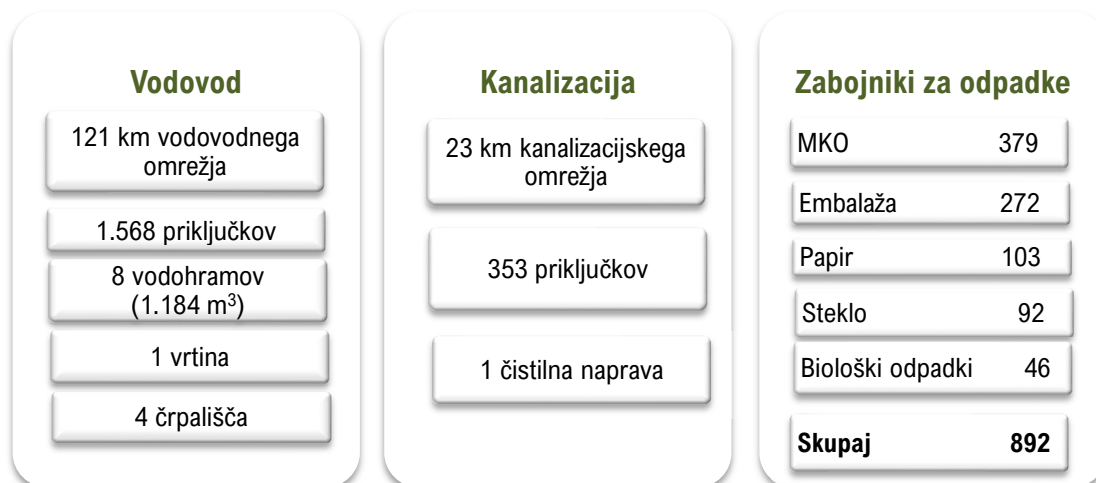 Vodovod
121 km vodovodnega
omrežja
1.568 priključkov
8 vodohramov
(1.184 m³)
1 vrtina
4 črpališča
Kanalizacija
23 km kanalizacijskega
omrežja
353 priključkov
1 čistilna naprava
Zabojniki za odpadke
MKO 379
Embalaža 272
Papir 103
Steklo 92
Biološki odpadki 46
Skupaj 892